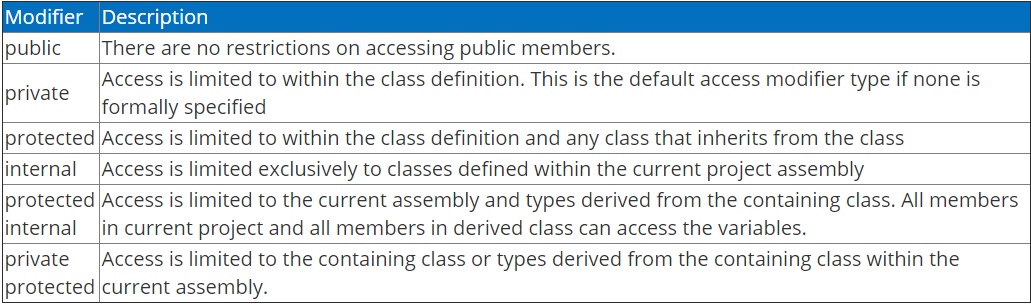 Modifier Description
public There are no restrictions on accessing public members.
private Access is limited to within the class definition. This is the default access modifier type if none is
formally specified
protected Access is limited to within the class definition and any class that inherits from the class
internal Access is limited exclusively to classes defined within the current project assembly
protected Access is limited to the current assembly and types derived from the containing class. All members
internal in current project and all members in derived class can access the variables.
private Access is limited to the containing class or types derived from the containing class within the
protected current assembly.